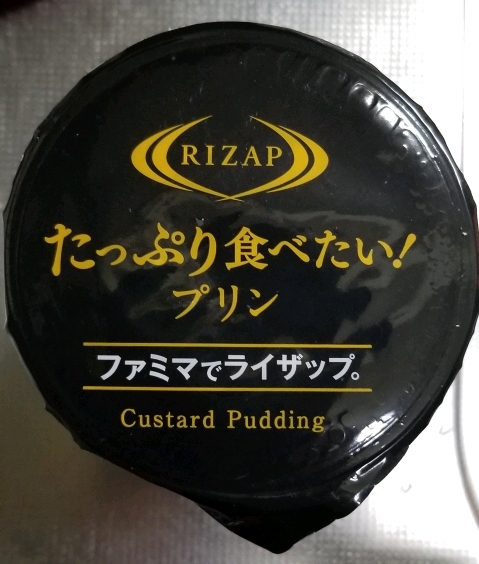 RIZAP
たっぷり食べたい!
プリン
ファミマでライザップ。
Custard Pudding